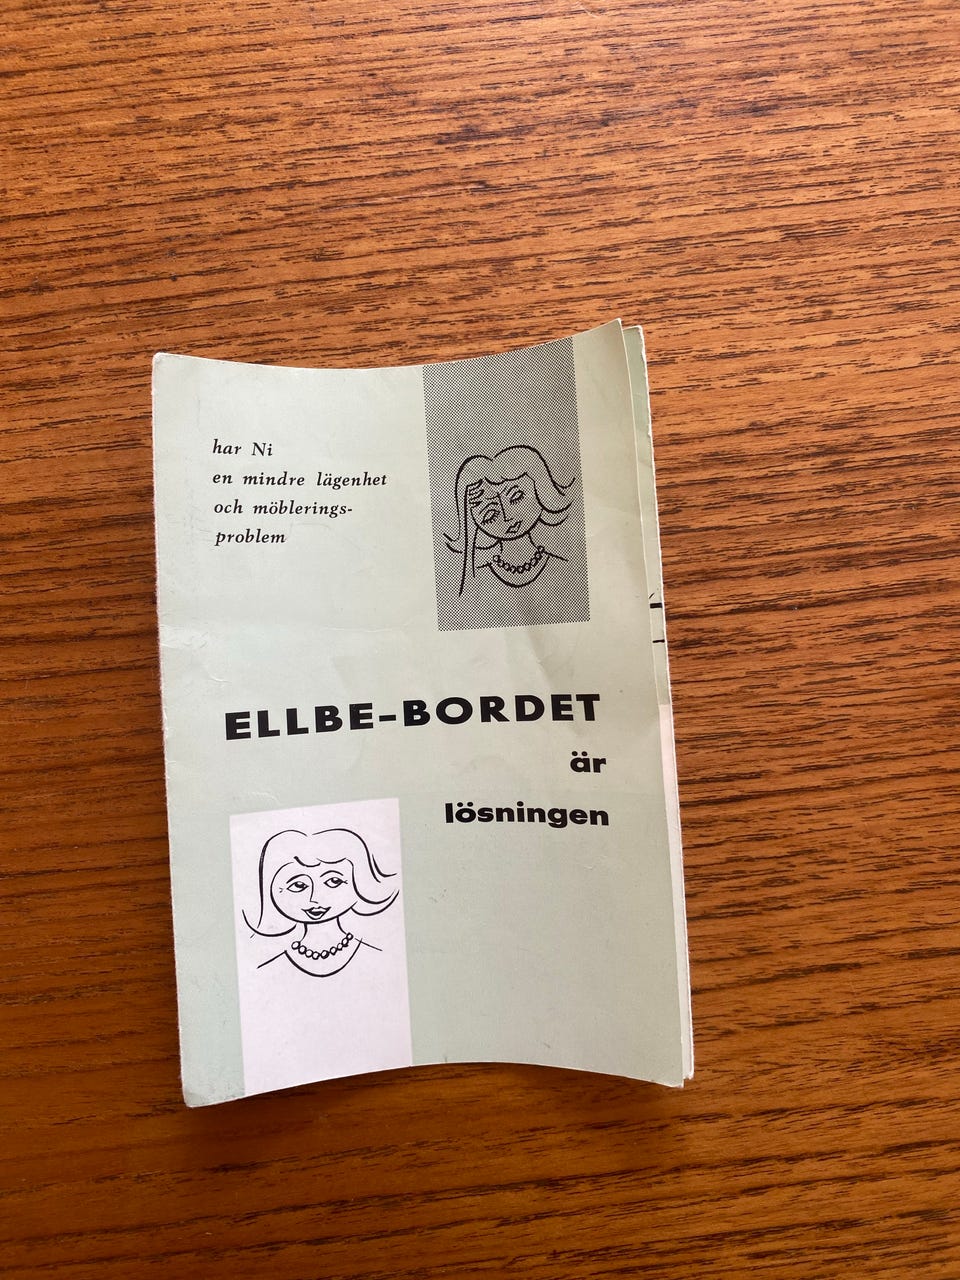 har Ni
en mindre lägenhet
och möblerings-
problem
ELLBE-BORDET
är
lösningen